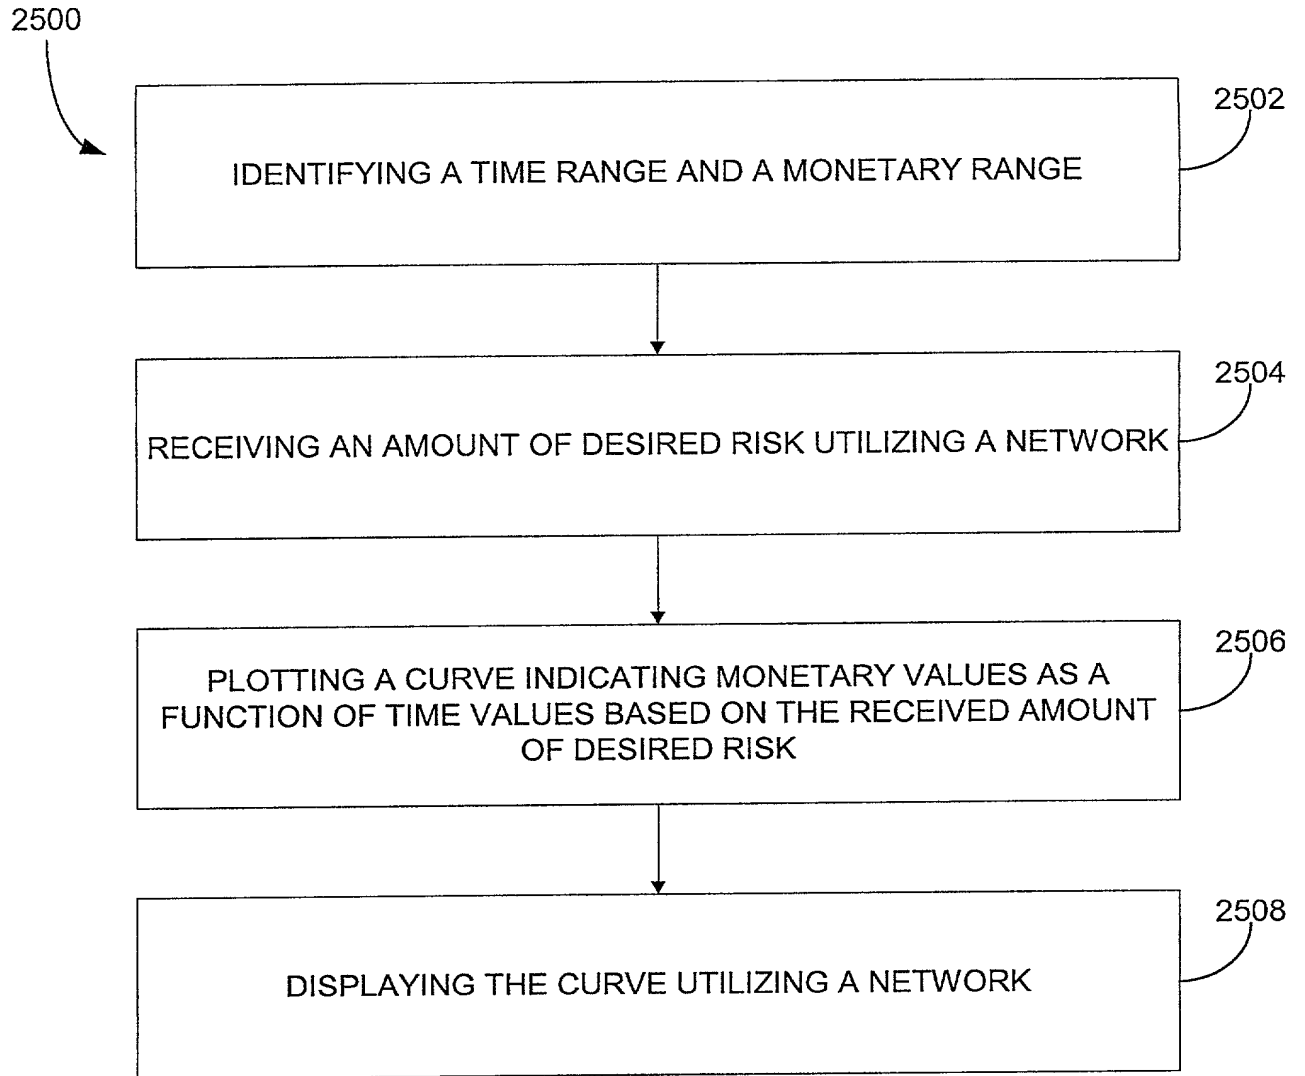 2500
2502
IDENTIFYING A TIME RANGE AND A MONETARY RANGE
2504
RECEIVING AN AMOUNT OF DESIRED RISK UTILIZING A NETWORK
2506
PLOTTING A CURVE INDICATING MONETARY VALUES AS A
FUNCTION OF TIME VALUES BASED ON THE RECEIVED AMOUNT
OF DESIRED RISK
2508
DISPLAYING THE CURVE UTILIZING A NETWORK